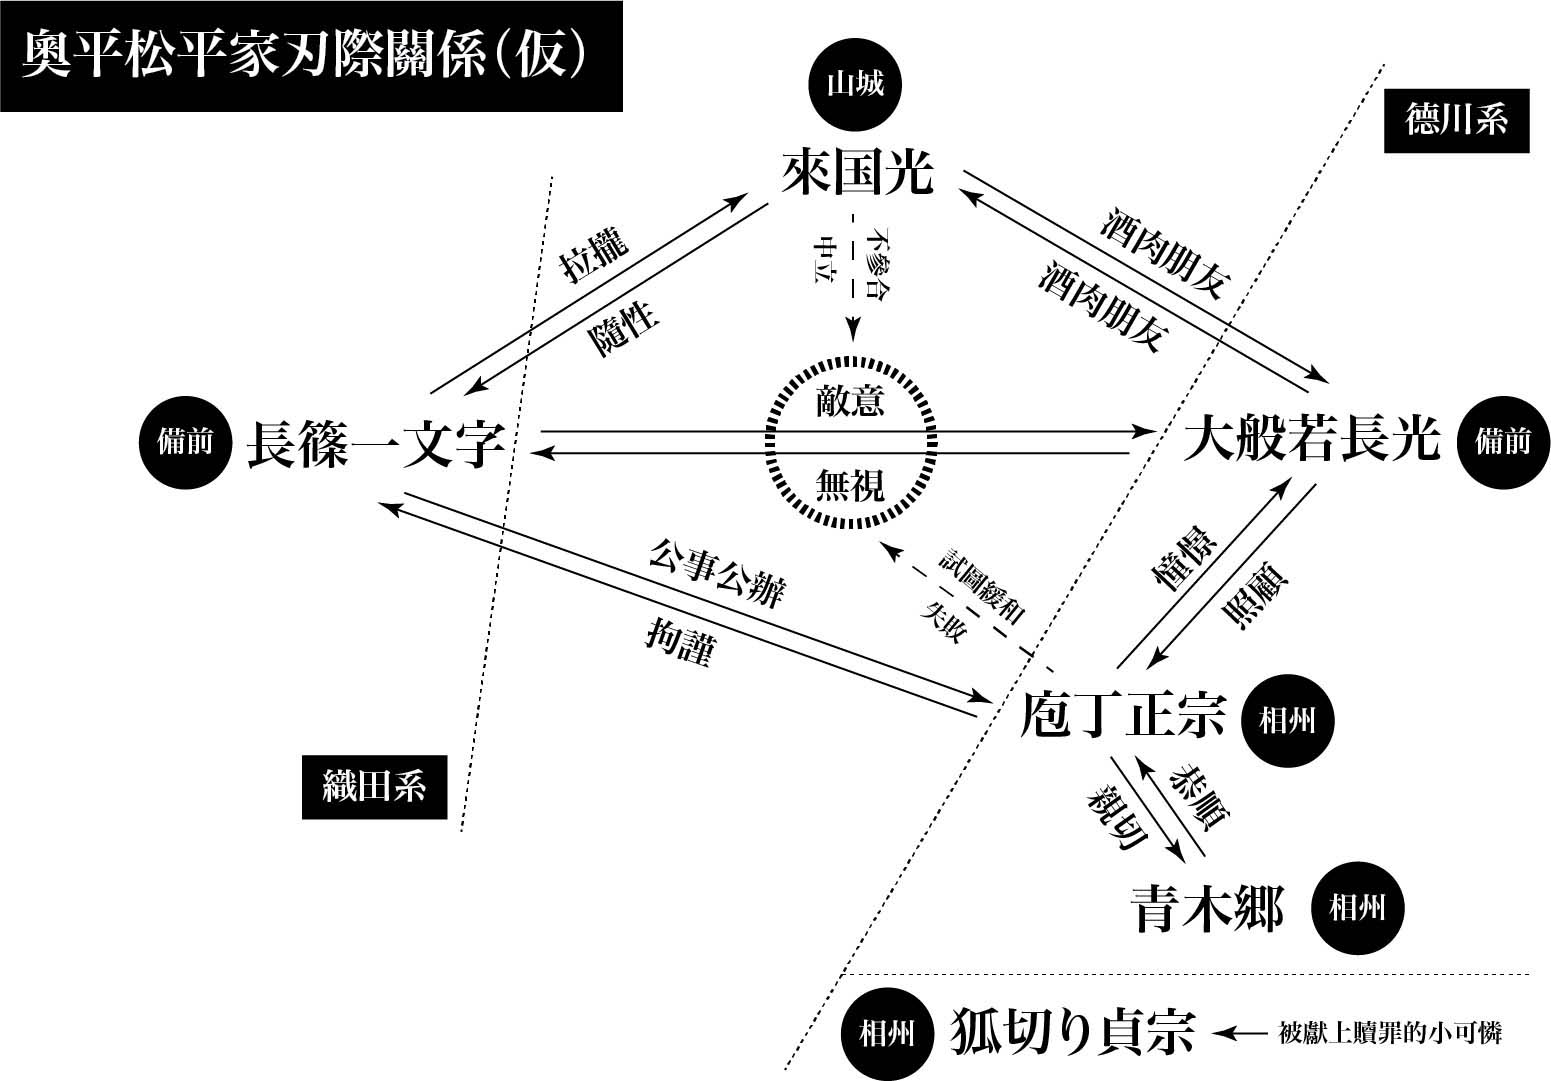 奧平松平家刃際關係（仮）
山城
來国光
德川系
拉攏
隨性
不參合
中立
酒肉朋友
酒肉朋友
備前
長篠一文字
敵意
無視
大般若長光
備前
公事公辦
拘謹
試圖緩和
失敗
憧憬
照顧
庖丁正宗
相州
織田系
親切
恭順
青木郷
相州
相州
狐切り貞宗
被獻上贖罪的小可憐